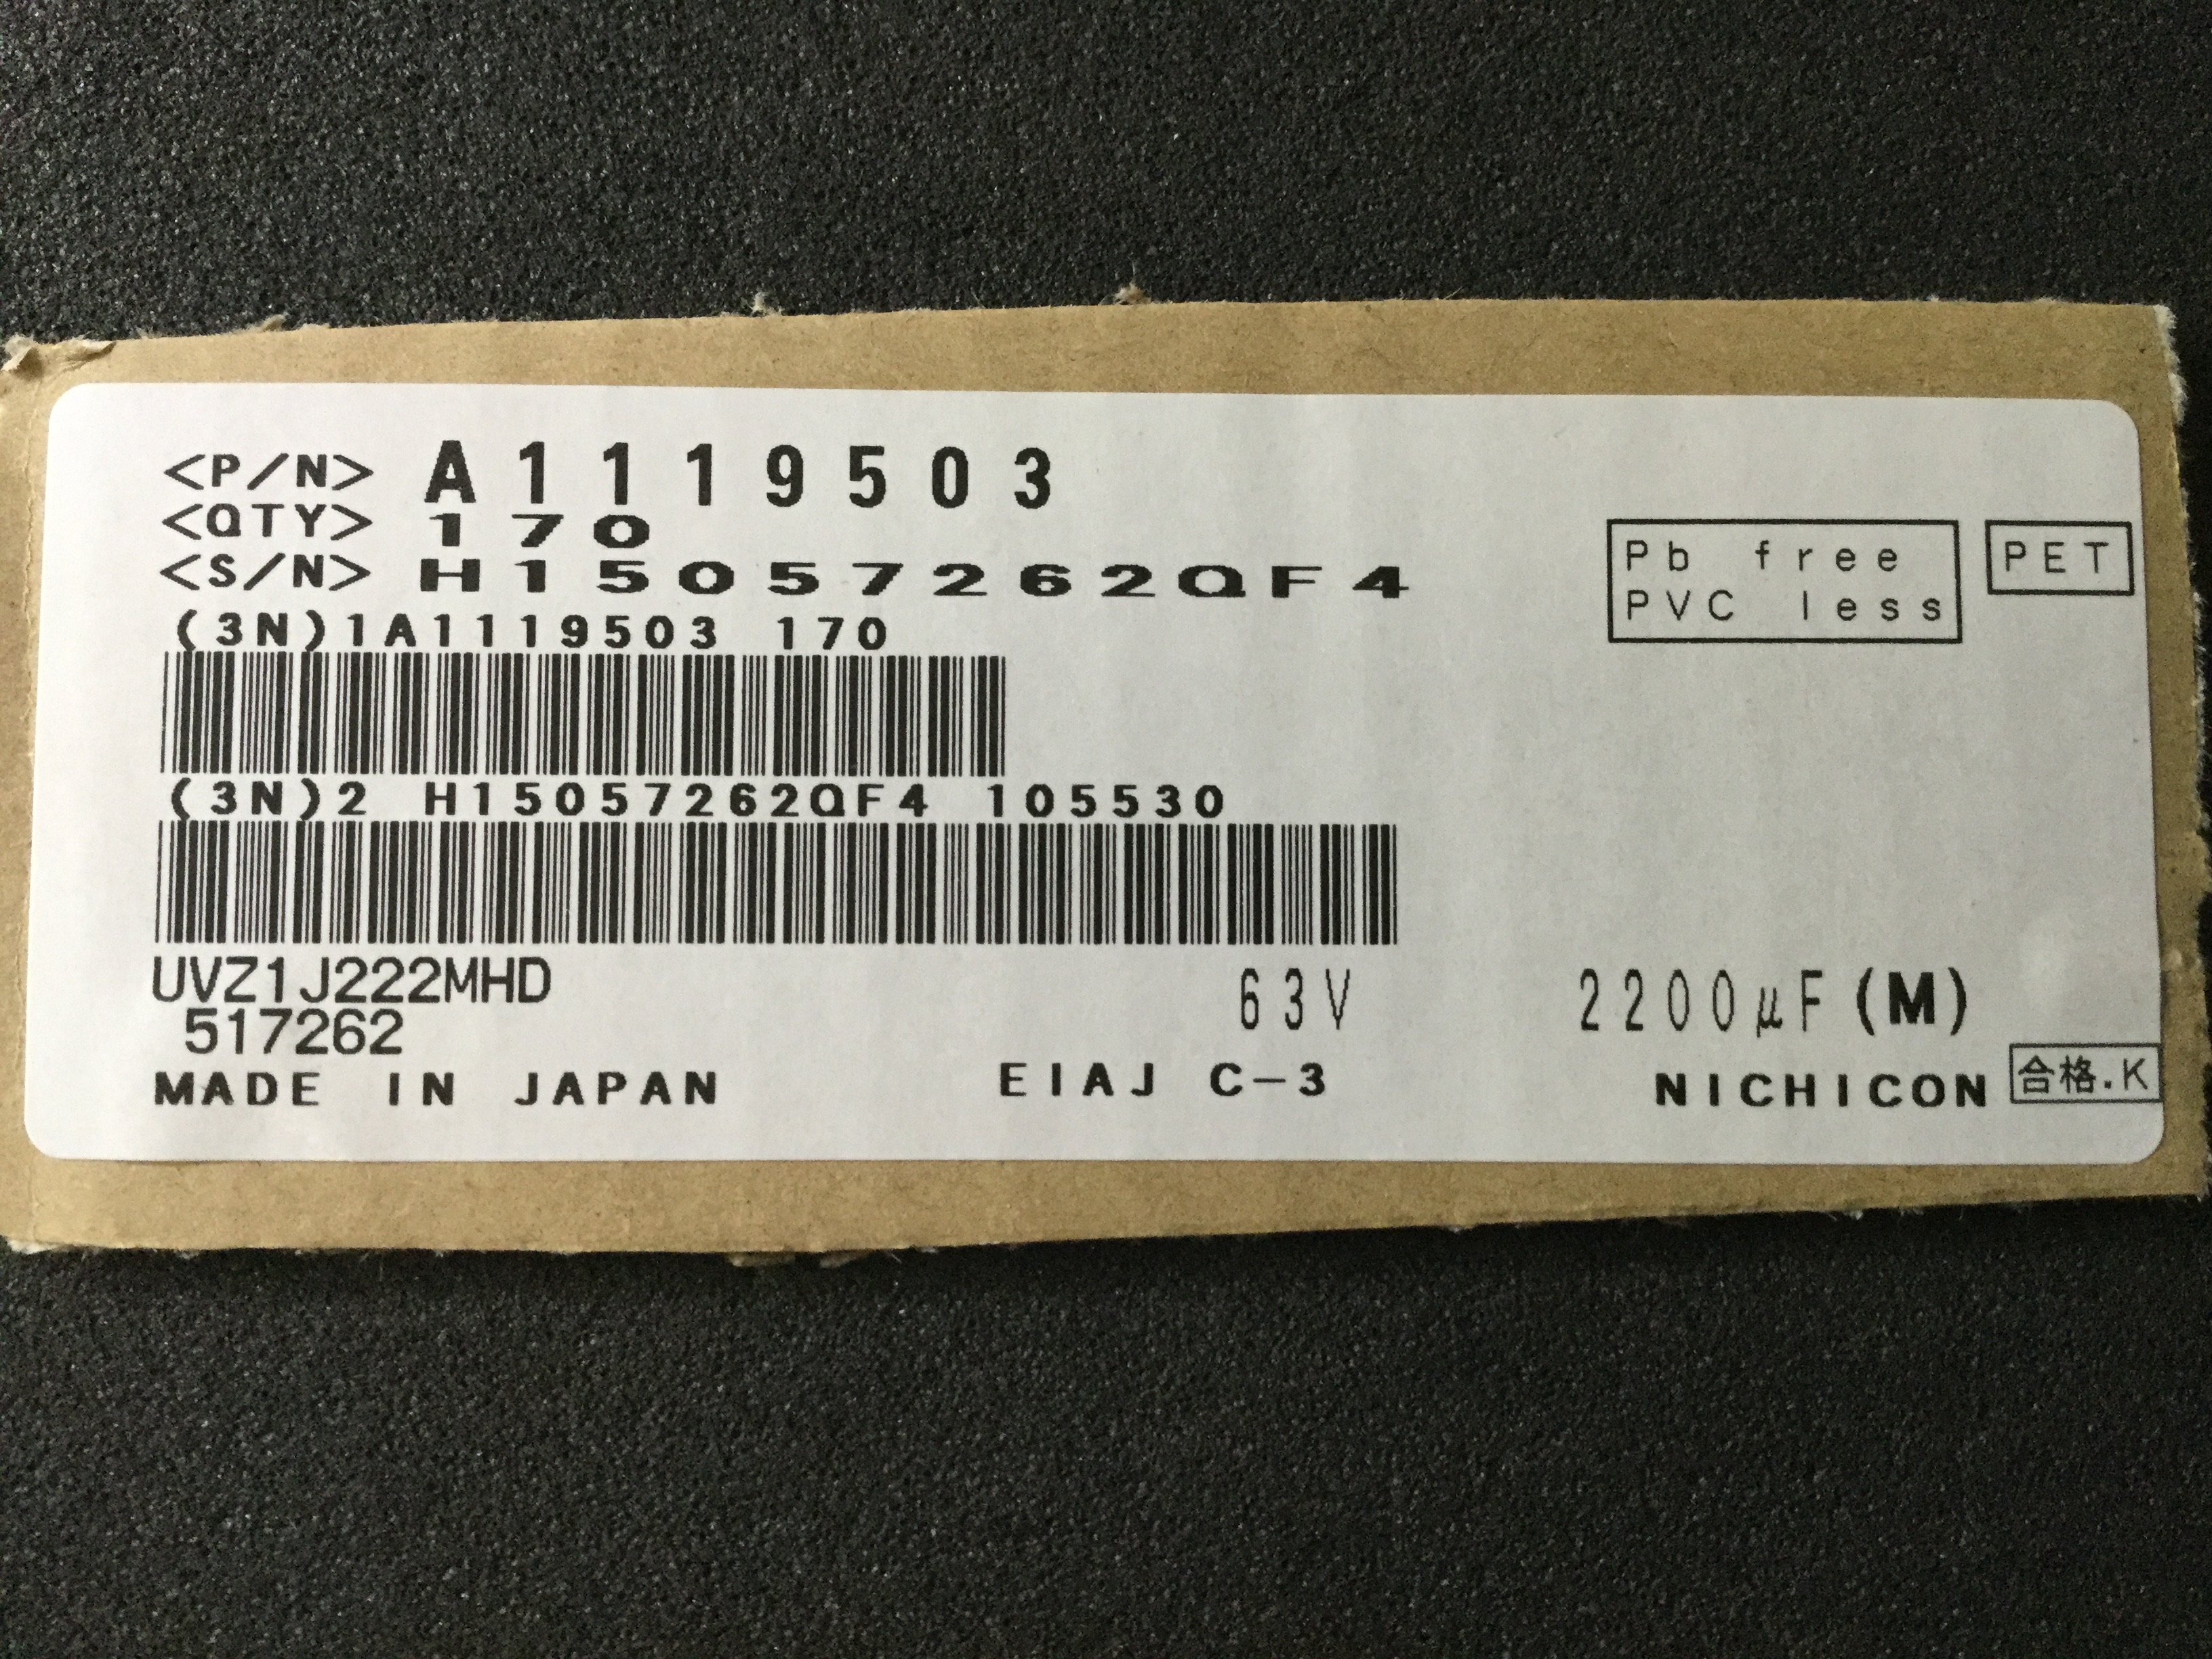 <P/N> A1119503
<QTY> 170
<S/N> H15057262QF4
Pb free
PVC less
PET
(3N)1A1119503 170
(3N)2 H15057262QF4 105530
UVZ1J222MHD 63V 2200μF(M)
517262
MADE IN JAPAN EIAJ C-3 NICHICON 合格.K